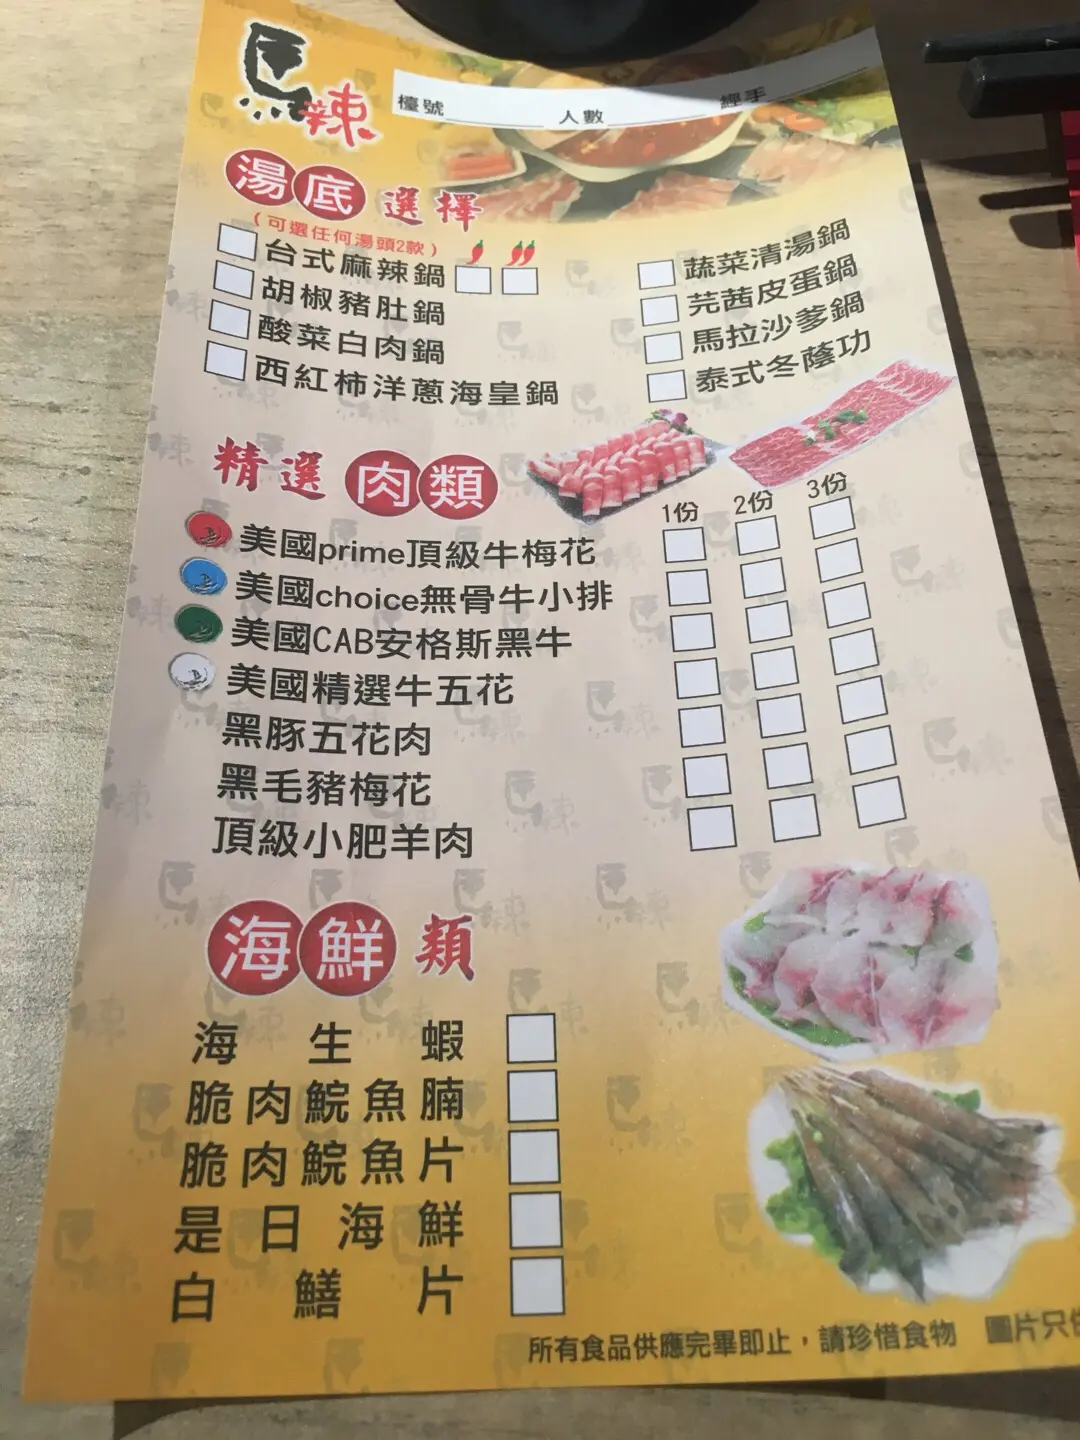 馬辣
檯號 人數 經手
湯底選擇
(可選任何湯頭2款)
台式麻辣鍋
胡椒豬肚鍋
酸菜白肉鍋
西紅柿洋蔥海皇鍋
蔬菜清湯鍋
芫茜皮蛋鍋
馬拉沙爹鍋
泰式冬蔭功
精選肉類
1份 2份 3份
美國prime頂級牛梅花
美國choice無骨牛小排
美國CAB安格斯黑牛
美國精選牛五花
黑豚五花肉
黑毛豬梅花
頂級小肥羊肉
海鮮類
海生蝦
脆肉鯇魚腩
脆肉鯇魚片
是日海鮮
白鱔片
所有食品供應完畢即止，請珍惜食物 圖片只供